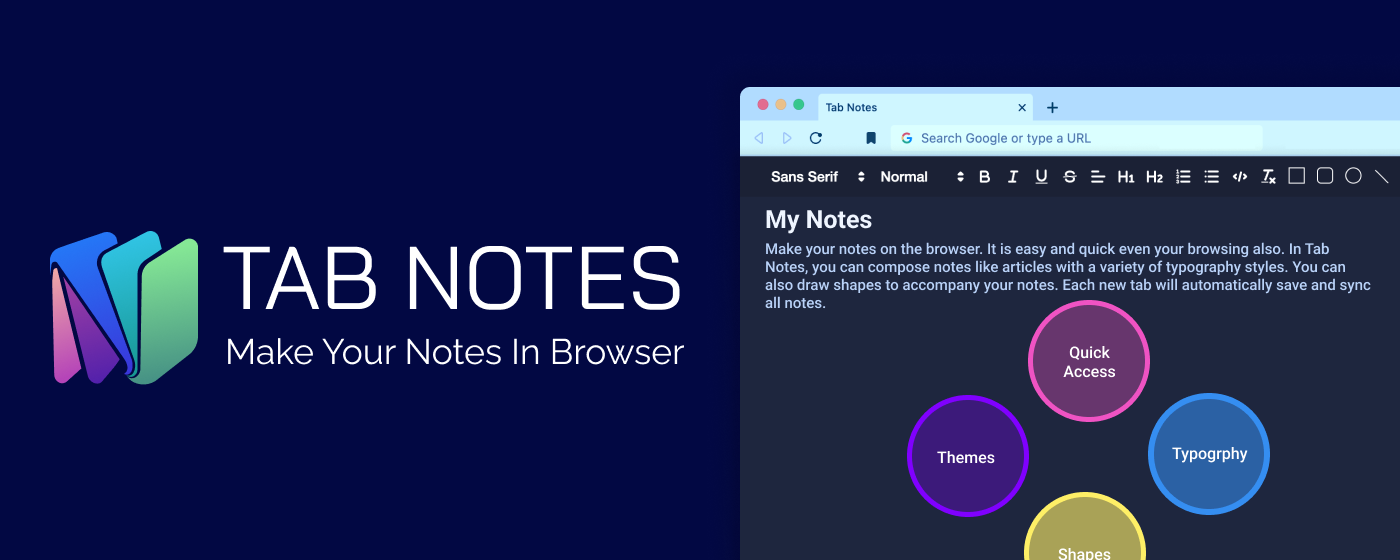 TAB NOTES
Make Your Notes In Browser
Tab Notes
Search Google or type a URL
Sans Serif Normal B I U S H1 H2 </> Tx
My Notes
Make your notes on the browser. It is easy and quick even your browsing also. In Tab
Notes, you can compose notes like articles with a variety of typography styles. You can
also draw shapes to accompany your notes. Each new tab will automatically save and sync
all notes.
Quick
Access
Themes
Typogrphy
Shapes